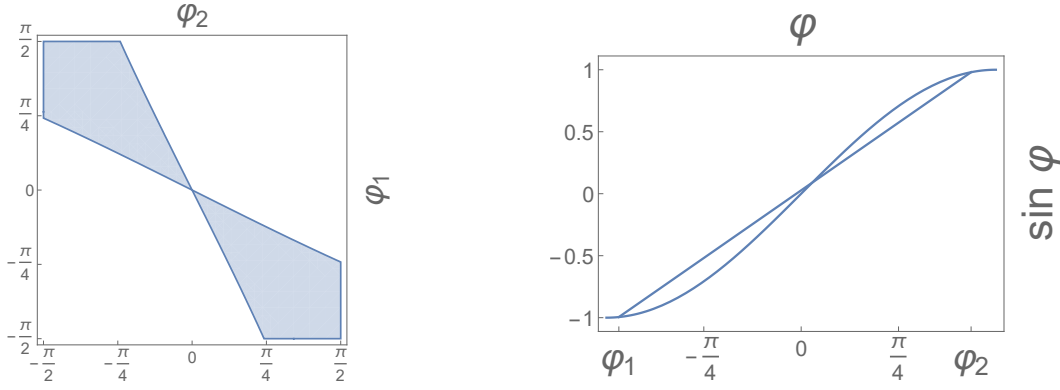 φ₂
π/2
π/4
0
-π/4
-π/2
-π/2 -π/4 0 π/4 π/2
φ₁
φ
1
0.5
0
-0.5
-1
φ₁ -π/4 0 π/4 φ₂
sin φ